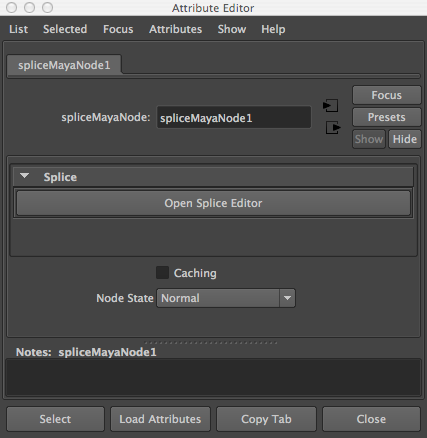 Attribute Editor
List Selected Focus Attributes Show Help
spliceMayaNode1
Focus
spliceMayaNode: spliceMayaNode1
Presets
Show Hide
Splice
Open Splice Editor
Caching
Node State Normal
Notes: spliceMayaNode1
Select Load Attributes Copy Tab Close